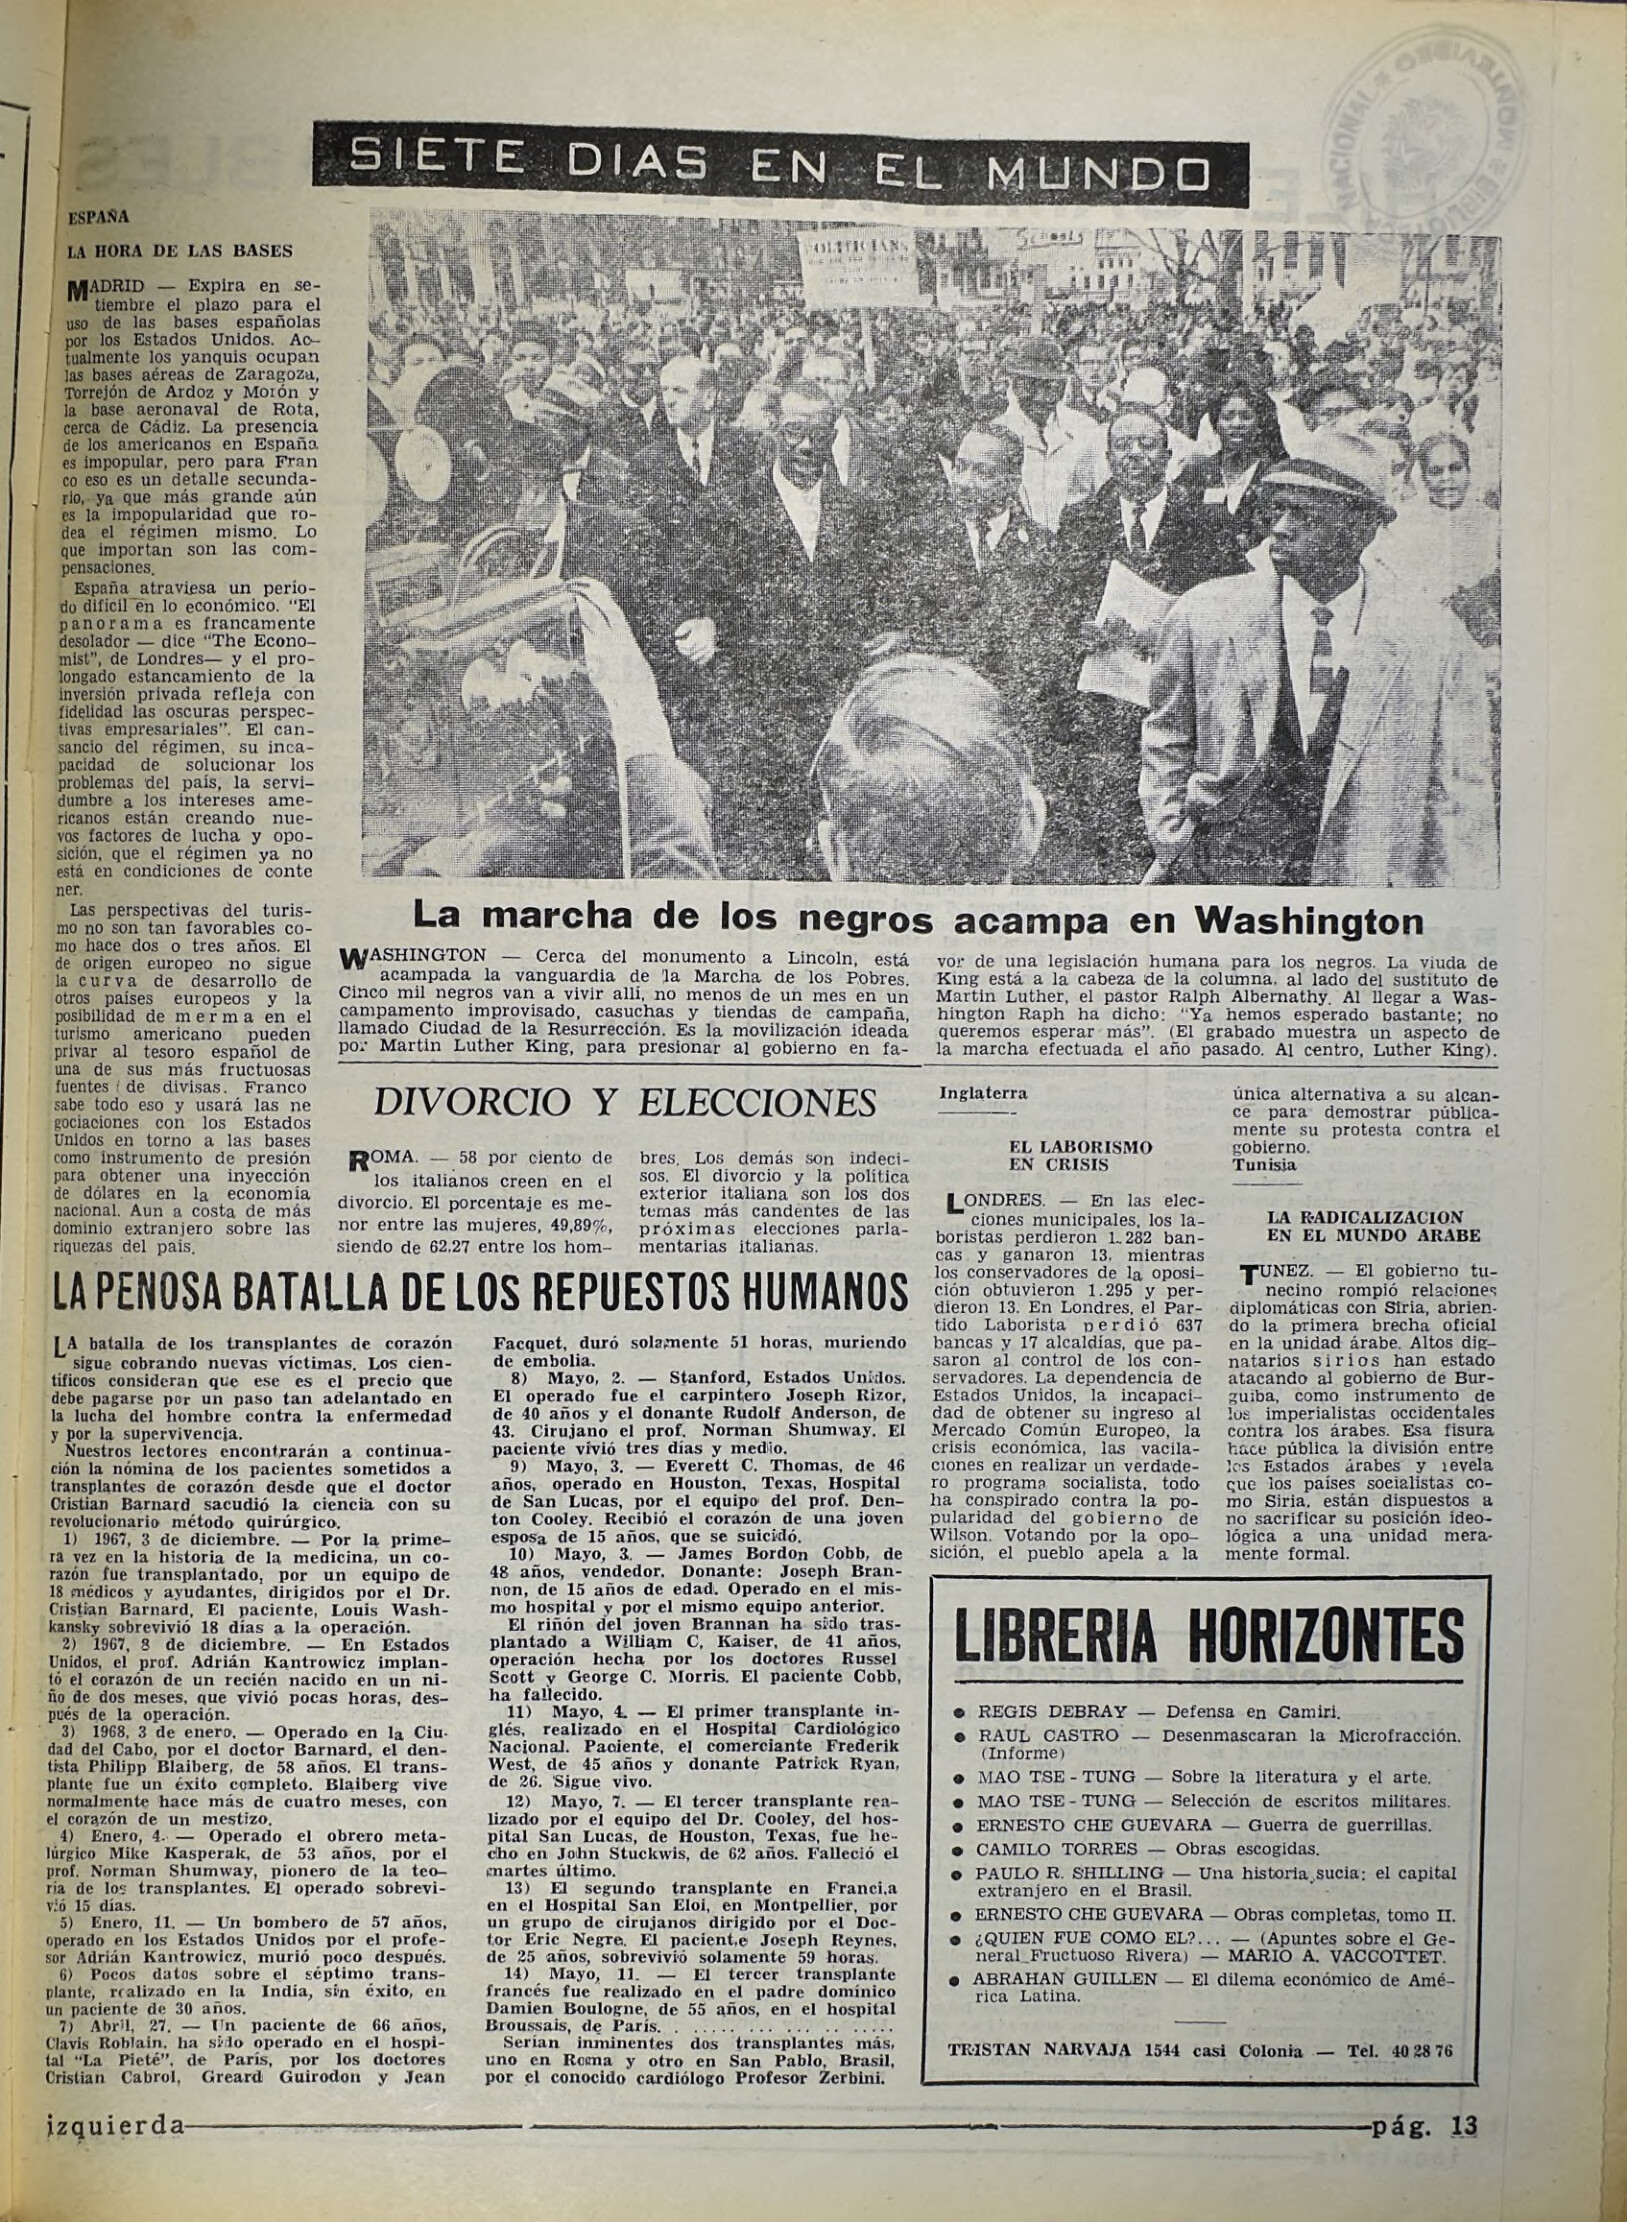 SIETE DIAS EN EL MUNDO
ESPAÑA
LA HORA DE LAS BASES
MADRID — Expira en se-
tiembre el plazo para el
uso de las bases españolas
por los Estados Unidos. Ac-
tualmente los yanquis ocupan
las bases aéreas de Zaragoza,
Torrejón de Ardoz y Morón y
la base aeronaval de Rota,
cerca de Cádiz. La presencia
de los americanos en España
es impopular, pero para Fran
co eso es un detalle secunda-
rio, ya que más grande aún
es la impopularidad que ro-
dea el régimen mismo. Lo
que importan son las com-
pensaciones.
España atraviesa un perío-
do difícil en lo económico. "El
panorama es francamente
desolador — dice "The Econo-
mist", de Londres— y el pro-
longado estancamiento de la
inversión privada refleja con
fidelidad las oscuras perspec-
tivas empresariales". El can-
sancio del régimen, su inca-
pacidad de solucionar los
problemas del país, la servi-
dumbre a los intereses ame-
ricanos están creando nue-
vos factores de lucha y opo-
sición, que el régimen ya no
está en condiciones de conte
ner.
Las perspectivas del turis-
mo no son tan favorables co-
mo hace dos o tres años. El
de origen europeo no sigue
la curva de desarrollo de
otros países europeos y la
posibilidad de merma en el
turismo americano pueden
privar al tesoro español de
una de sus más fructuosas
fuentes de divisas. Franco
sabe todo eso y usará las ne
gociaciones con los Estados
Unidos en torno a las bases
como instrumento de presión
para obtener una inyección
de dólares en la economía
nacional. Aun a costa de más
dominio extranjero sobre las
riquezas del país.
POLITICIANS
Schools
La marcha de los negros acampa en Washington
WASHINGTON — Cerca del monumento a Lincoln, está
acampada la vanguardia de la Marcha de los Pobres.
Cinco mil negros van a vivir allí, no menos de un mes en un
campamento improvisado, casuchas y tiendas de campaña,
llamado Ciudad de la Resurrección. Es la movilización ideada
por Martin Luther King, para presionar al gobierno en fa-
vor de una legislación humana para los negros. La viuda de
King está a la cabeza de la columna, al lado del sustituto de
Martin Luther, el pastor Ralph Albernathy. Al llegar a Was-
hington Raph ha dicho: "Ya hemos esperado bastante; no
queremos esperar más". (El grabado muestra un aspecto de
la marcha efectuada el año pasado. Al centro, Luther King).
DIVORCIO Y ELECCIONES
ROMA. — 58 por ciento de
los italianos creen en el
divorcio. El porcentaje es me-
nor entre las mujeres, 49,89%,
siendo de 62.27 entre los hom-
bres. Los demás son indeci-
sos. El divorcio y la política
exterior italiana son los dos
temas más candentes de las
próximas elecciones parla-
mentarias italianas.
LA PENOSA BATALLA DE LOS REPUESTOS HUMANOS
LA batalla de los transplantes de corazón
sigue cobrando nuevas víctimas. Los cien-
tíficos consideran que ese es el precio que
debe pagarse por un paso tan adelantado en
la lucha del hombre contra la enfermedad
y por la supervivencia.
Nuestros lectores encontrarán a continua-
ción la nómina de los pacientes sometidos a
transplantes de corazón desde que el doctor
Cristian Barnard sacudió la ciencia con su
revolucionario método quirúrgico.
1) 1967, 3 de diciembre. — Por la prime-
ra vez en la historia de la medicina, un co-
razón fue transplantado, por un equipo de
18 médicos y ayudantes, dirigidos por el Dr.
Cristian Barnard. El paciente, Louis Wash-
kansky sobrevivió 18 días a la operación.
2) 1967, 8 de diciembre. — En Estados
Unidos, el prof. Adrián Kantrowicz implan-
tó el corazón de un recién nacido en un ni-
ño de dos meses, que vivió pocas horas, des-
pués de la operación.
3) 1968, 3 de enero. — Operado en la Ciu-
dad del Cabo, por el doctor Barnard, el den-
tista Philipp Blaiberg, de 58 años. El trans-
plante fue un éxito completo. Blaiberg vive
normalmente hace más de cuatro meses, con
el corazón de un mestizo.
4) Enero, 4. — Operado el obrero meta-
lúrgico Mike Kasperak, de 53 años, por el
prof. Norman Shumway, pionero de la teo-
ría de los transplantes. El operado sobrevi-
vió 15 días.
5) Enero, 11. — Un bombero de 57 años,
operado en los Estados Unidos por el profe-
sor Adrián Kantrowicz, murió poco después.
6) Pocos datos sobre el séptimo trans-
plante, realizado en la India, sin éxito, en
un paciente de 30 años.
7) Abril, 27. — Un paciente de 66 años,
Clavis Roblain, ha sido operado en el hospi-
tal "La Pieté", de París, por los doctores
Cristian Cabrol, Greard Guirodon y Jean
Facquet, duró solamente 51 horas, muriendo
de embolia.
8) Mayo, 2. — Stanford, Estados Unidos.
El operado fue el carpintero Joseph Rizor,
de 40 años y el donante Rudolf Anderson, de
43. Cirujano el prof. Norman Shumway. El
paciente vivió tres días y medio.
9) Mayo, 3. — Everett C. Thomas, de 46
años, operado en Houston, Texas, Hospital
de San Lucas, por el equipo del prof. Den-
ton Cooley. Recibió el corazón de una joven
esposa de 15 años, que se suicidó.
10) Mayo, 3. — James Bordon Cobb, de
48 años, vendedor. Donante: Joseph Bran-
non, de 15 años de edad. Operado en el mis-
mo hospital y por el mismo equipo anterior.
El riñón del joven Brannan ha sido tras-
plantado a William C. Kaiser, de 41 años,
operación hecha por los doctores Russel
Scott y George C. Morris. El paciente Cobb,
ha fallecido.
11) Mayo, 4. — El primer transplante in-
glés, realizado en el Hospital Cardiológico
Nacional. Paciente, el comerciante Frederik
West, de 45 años y donante Patrick Ryan,
de 26. Sigue vivo.
12) Mayo, 7. — El tercer transplante rea-
lizado por el equipo del Dr. Cooley, del hos-
pital San Lucas, de Houston, Texas, fue he-
cho en John Stuckwis, de 62 años. Falleció el
martes último.
13) El segundo transplante en Francia
en el Hospital San Eloi, en Montpellier, por
un grupo de cirujanos dirigido por el Doc-
tor Eric Negre. El paciente Joseph Reynes,
de 25 años, sobrevivió solamente 59 horas.
14) Mayo, 11. — El tercer transplante
francés fue realizado en el padre domínico
Damien Boulogne, de 55 años, en el hospital
Broussais, de París.
Serían inminentes dos transplantes más,
uno en Roma y otro en San Pablo, Brasil,
por el conocido cardiólogo Profesor Zerbini.
Inglaterra
EL LABORISMO
EN CRISIS
LONDRES. — En las elec-
ciones municipales, los la-
boristas perdieron 1.282 ban-
cas y ganaron 13, mientras
los conservadores de la oposi-
ción obtuvieron 1.295 y per-
dieron 13. En Londres, el Par-
tido Laborista perdió 637
bancas y 17 alcaldías, que pa-
saron al control de los con-
servadores. La dependencia de
Estados Unidos, la incapaci-
dad de obtener su ingreso al
Mercado Común Europeo, la
crisis económica, las vacila-
ciones en realizar un verdade-
ro programa socialista, todo
ha conspirado contra la po-
pularidad del gobierno de
Wilson. Votando por la opo-
sición, el pueblo apela a la
única alternativa a su alcan-
ce para demostrar pública-
mente su protesta contra el
gobierno.
Tunisia
LA RADICALIZACION
EN EL MUNDO ARABE
TUNEZ. — El gobierno tu-
necino rompió relaciones
diplomáticas con Siria, abrien-
do la primera brecha oficial
en la unidad árabe. Altos dig-
natarios sirios han estado
atacando al gobierno de Bur-
guiba, como instrumento de
los imperialistas occidentales
contra los árabes. Esa fisura
hace pública la división entre
los Estados árabes y revela
que los países socialistas co-
mo Siria, están dispuestos a
no sacrificar su posición ideo-
lógica a una unidad mera-
mente formal.
LIBRERIA HORIZONTES
● REGIS DEBRAY — Defensa en Camiri.
● RAUL CASTRO — Desenmascaran la Microfracción.
(Informe)
● MAO TSE-TUNG — Sobre la literatura y el arte.
● MAO TSE-TUNG — Selección de escritos militares.
● ERNESTO CHE GUEVARA — Guerra de guerrillas.
● CAMILO TORRES — Obras escogidas.
● PAULO R. SHILLING — Una historia sucia: el capital
extranjero en el Brasil.
● ERNESTO CHE GUEVARA — Obras completas, tomo II.
● ¿QUIEN FUE COMO EL?... — (Apuntes sobre el Ge-
neral Fructuoso Rivera) — MARIO A. VACCOTTET.
● ABRAHAN GUILLEN — El dilema económico de Amé-
rica Latina.
TRISTAN NARVAJA 1544 casi Colonia — Tel. 40 28 76
izquierda
pág. 13